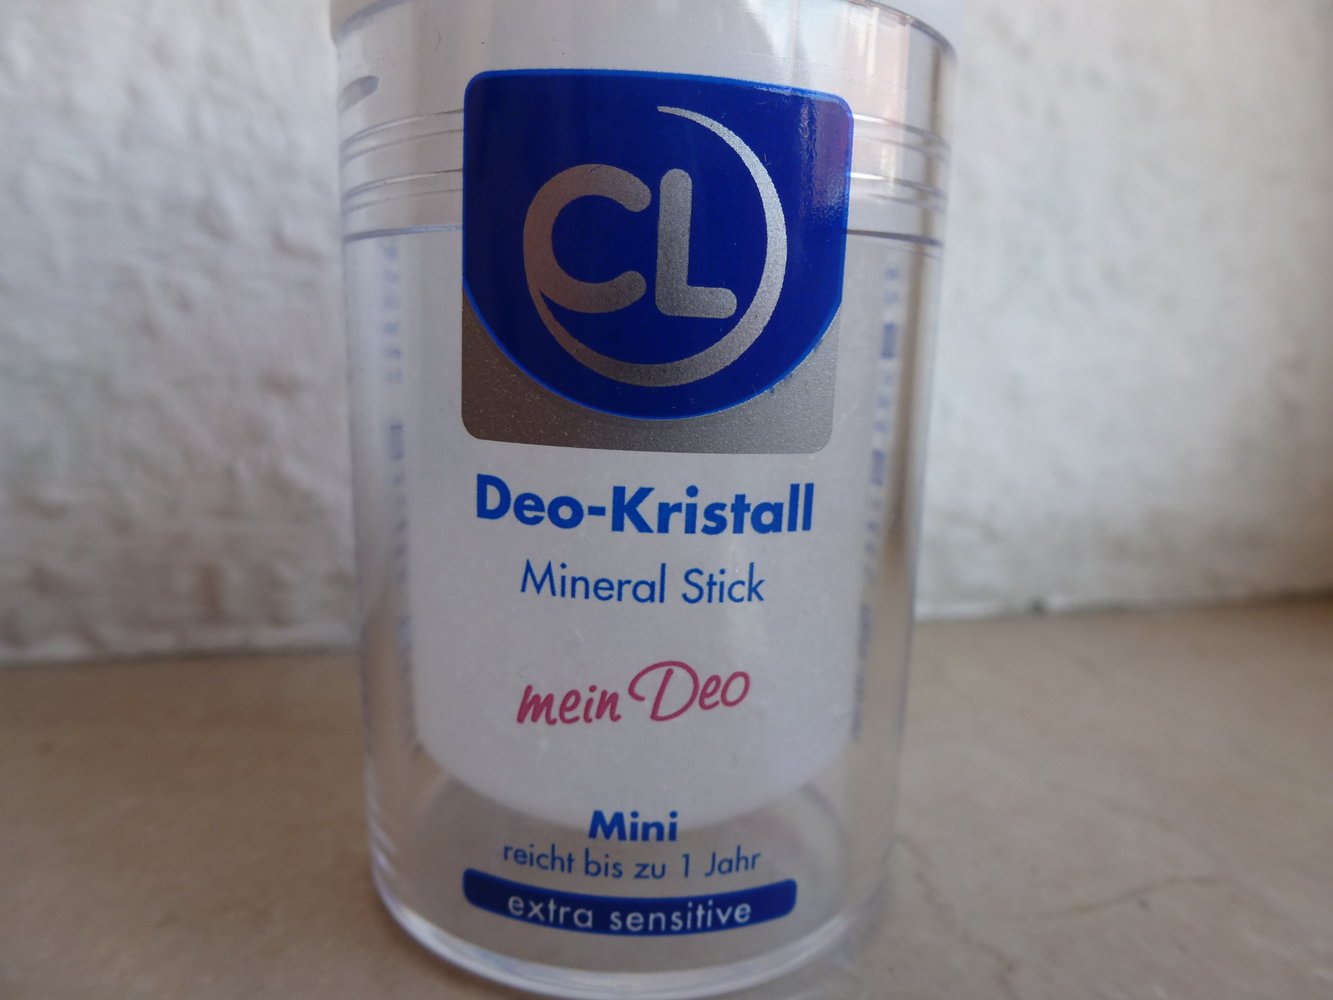 CL
Deo-Kristall
Mineral Stick
mein Deo
Mini
reicht bis zu 1 Jahr
extra sensitive